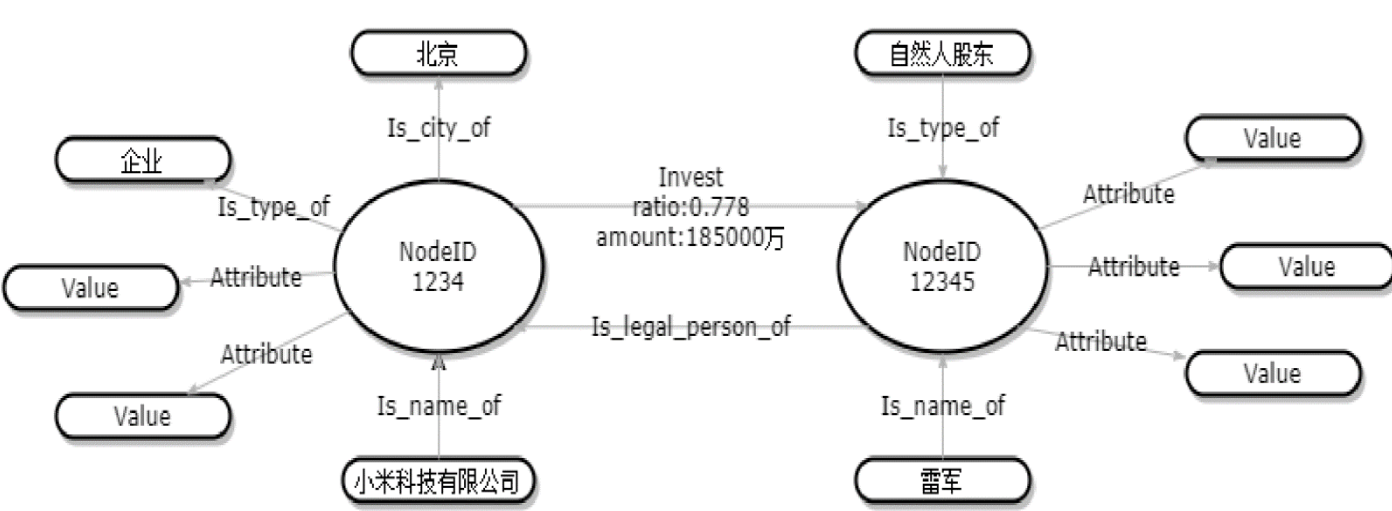 北京
自然人股东
Is_city_of
Is_type_of
Value
企业
Invest
ratio:0.778
amount:185000万
Attribute
Is_type_of
NodeID
1234
NodeID
12345
Attribute
Value
Attribute
Value
Is_legal_person_of
Attribute
Attribute
Value
Value
Is_name_of
Is_name_of
小米科技有限公司
雷军